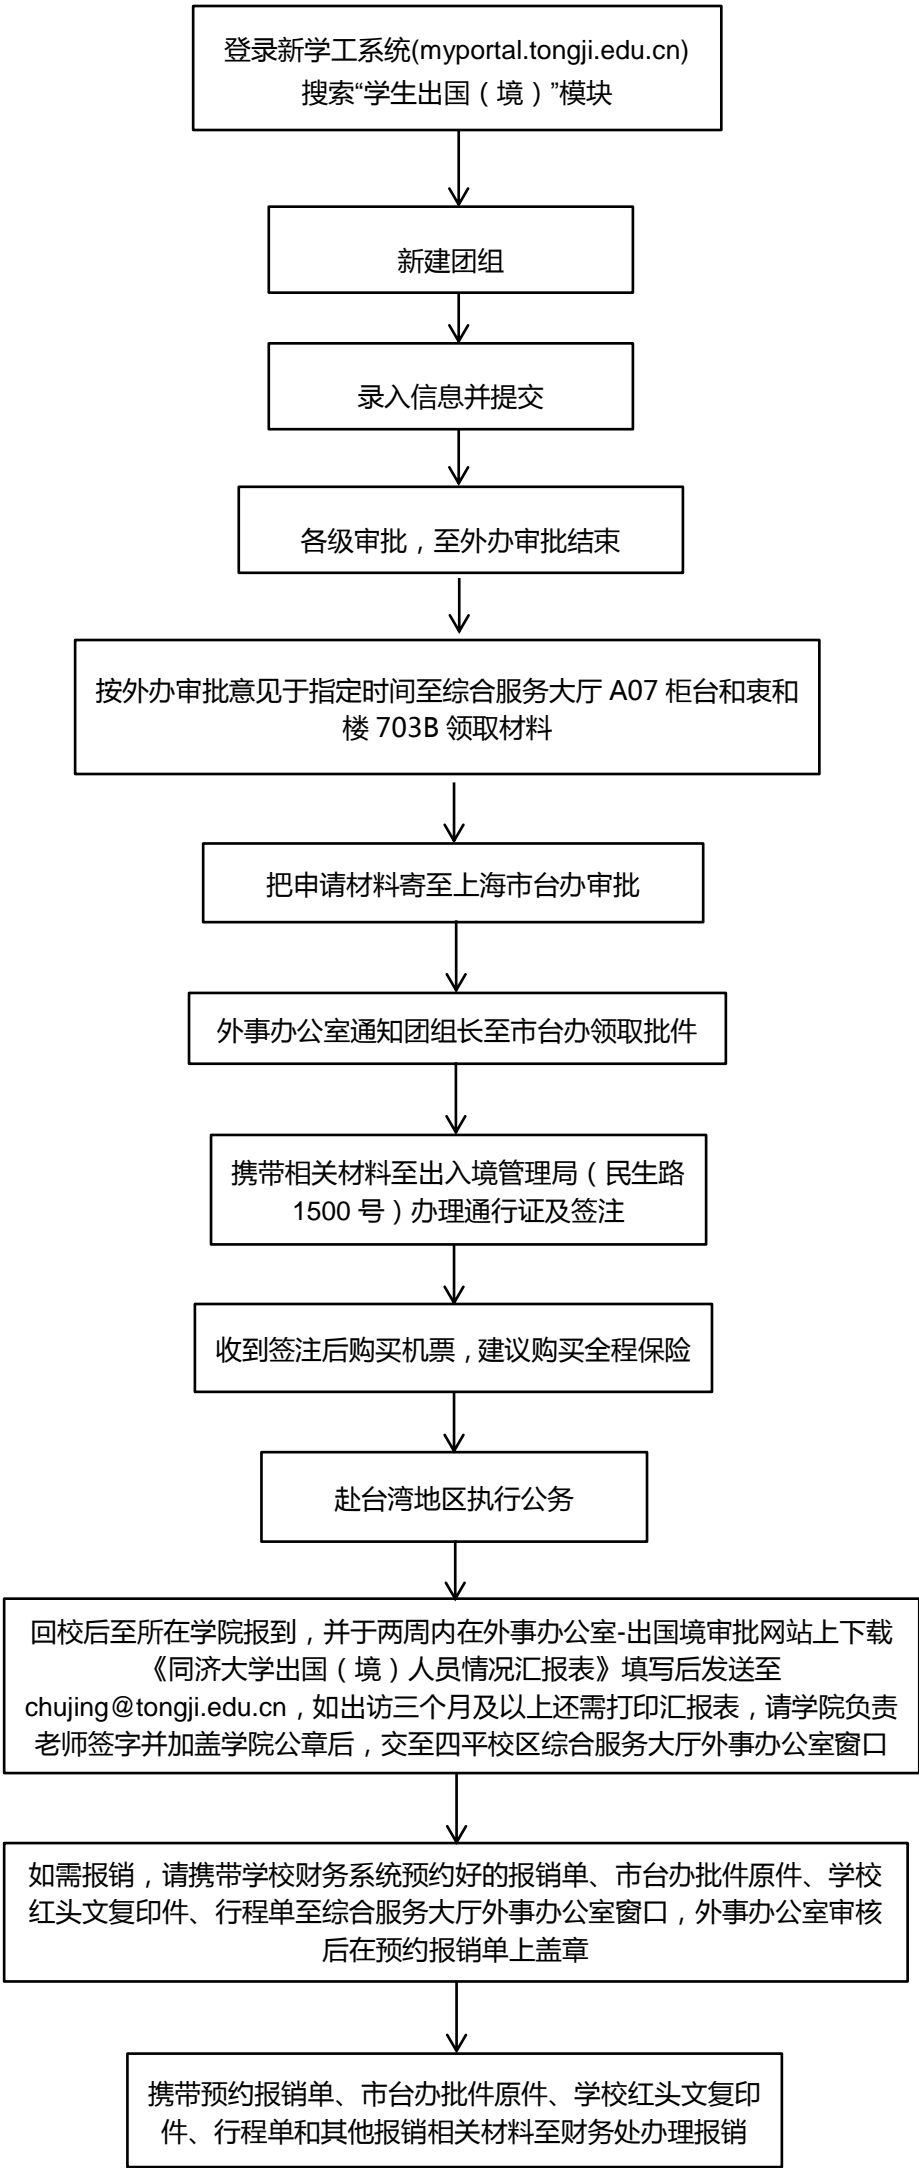 登录新学工系统(myportal.tongji.edu.cn)
搜索“学生出国（境）”模块
新建团组
录入信息并提交
各级审批，至外办审批结束
按外办审批意见于指定时间至综合服务大厅 A07 柜台和衷和
楼 703B 领取材料
把申请材料寄至上海市台办审批
外事办公室通知团组长至市台办领取批件
携带相关材料至出入境管理局（民生路
1500 号）办理通行证及签注
收到签注后购买机票，建议购买全程保险
赴台湾地区执行公务
回校后至所在学院报到，并于两周内在外事办公室-出国境审批网站上下载
《同济大学出国（境）人员情况汇报表》填写后发送至
chujing@tongji.edu.cn，如出访三个月及以上还需打印汇报表，请学院负责
老师签字并加盖学院公章后，交至四平校区综合服务大厅外事办公室窗口
如需报销，请携带学校财务系统预约好的报销单、市台办批件原件、学校
红头文复印件、行程单至综合服务大厅外事办公室窗口，外事办公室审核
后在预约报销单上盖章
携带预约报销单、市台办批件原件、学校红头文复印
件、行程单和其他报销相关材料至财务处办理报销